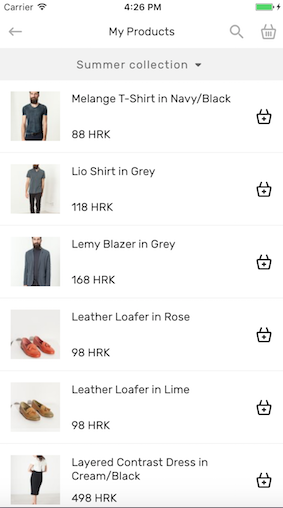 Carrier 4:26 PM
My Products
Summer collection
Melange T-Shirt in Navy/Black
88 HRK
Lio Shirt in Grey
118 HRK
Lemy Blazer in Grey
168 HRK
Leather Loafer in Rose
98 HRK
Leather Loafer in Lime
98 HRK
Layered Contrast Dress in
Cream/Black
498 HRK